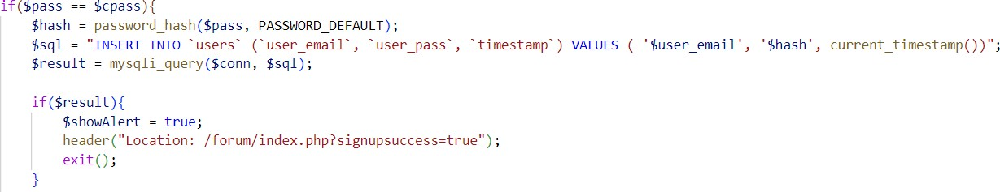 if($pass == $cpass){
$hash = password_hash($pass, PASSWORD_DEFAULT);
$sql = "INSERT INTO `users` (`user_email`, `user_pass`, `timestamp`) VALUES ( '$user_email', '$hash', current_timestamp())";
$result = mysqli_query($conn, $sql);
if($result){
$showAlert = true;
header("Location: /forum/index.php?signupsuccess=true");
exit();
}